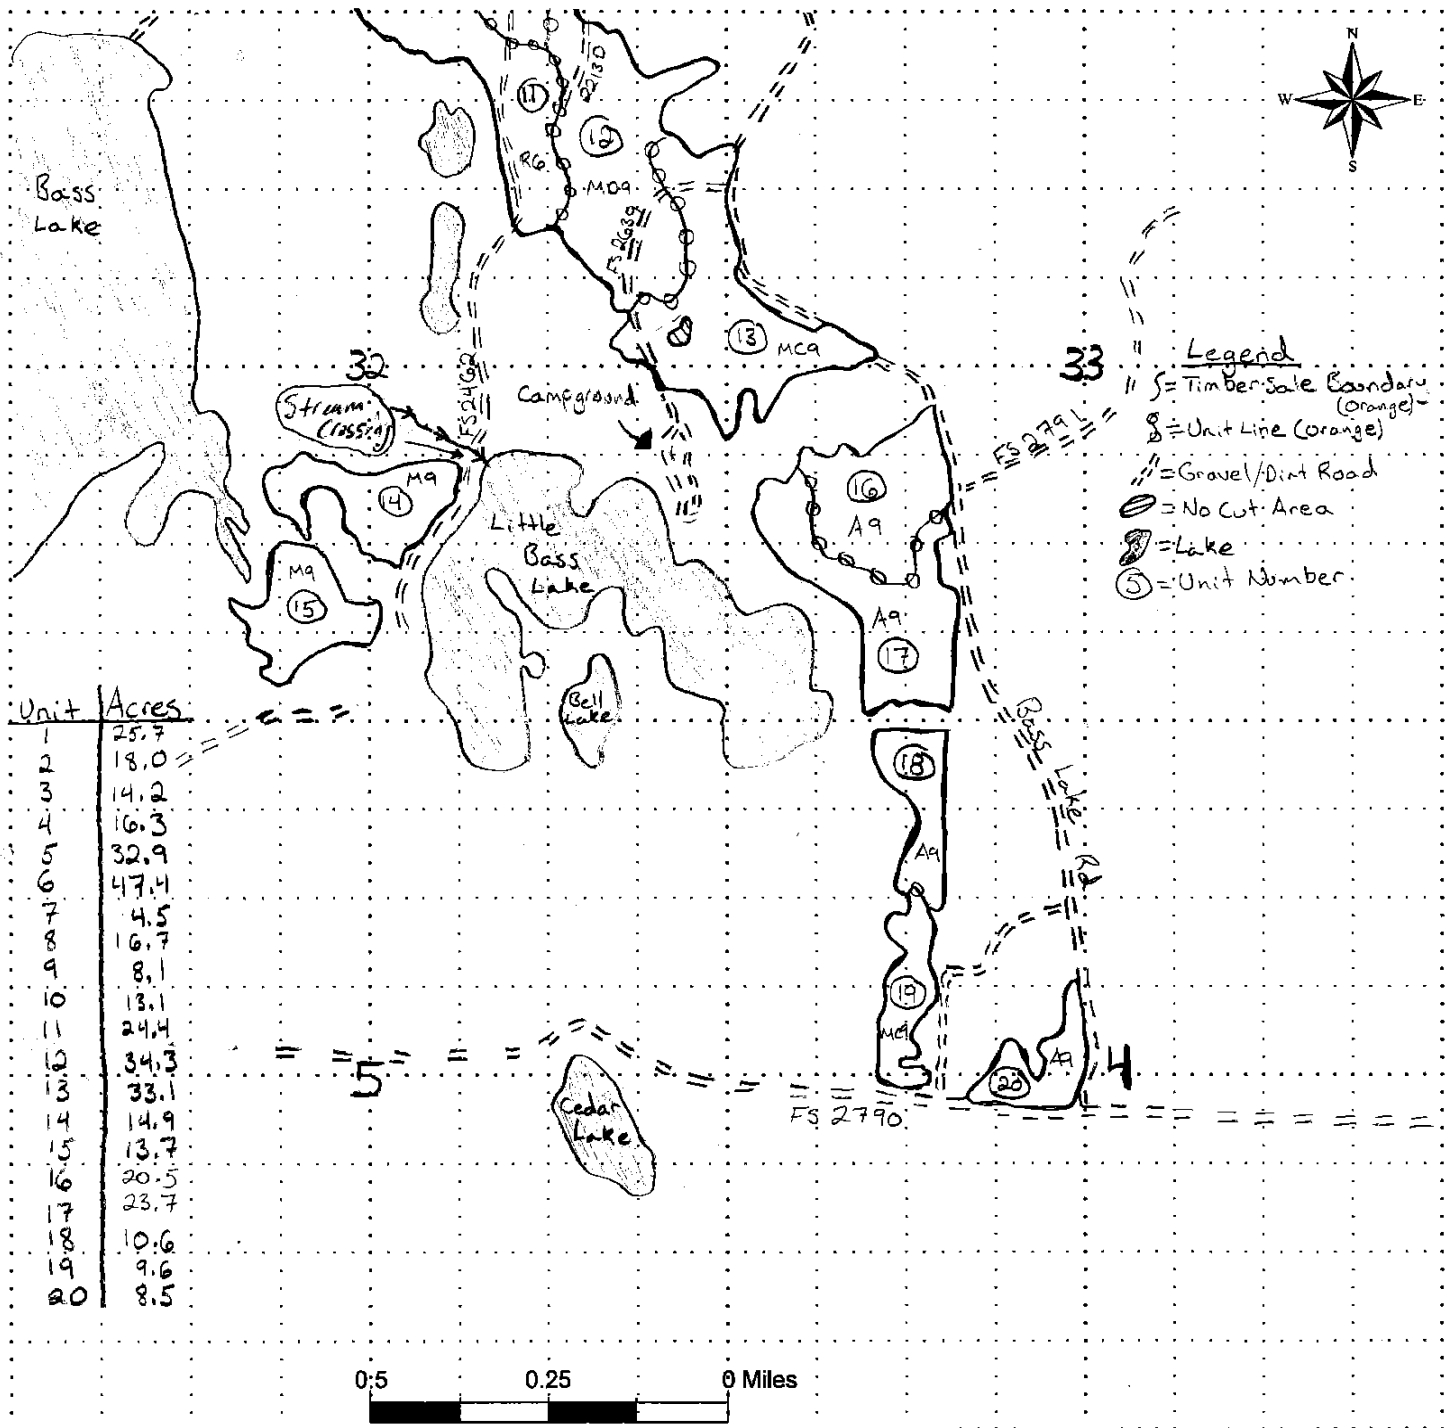 N
W E
S
11
2213D
12
R6
MD9
Bass
Lake
FS 2639
13
MC9
32
33
Legend
= Timber Sale Boundary
(Orange)
= Unit Line (orange)
= Gravel/Dirt Road
= No Cut Area
= Lake
5 = Unit Number
Campground
Stream
Crossing
FS 2462
FS 2791
M9
14
16
A9
Little
Bass
Lake
M9
15
A9
17
Bell
Lake
Bass Lake Rd
18
A9
19
MC9
20
A9
4
5
Cedar
Lake
FS 2790
Unit Acres
1 25.7
2 18.0
3 14.2
4 16.3
5 32.9
6 47.4
7 4.5
8 16.7
9 8.1
10 13.1
11 24.4
12 34.3
13 33.1
14 14.9
15 13.7
16 20.5
17 23.7
18 10.6
19 9.6
20 8.5
0.5 0.25 0 Miles